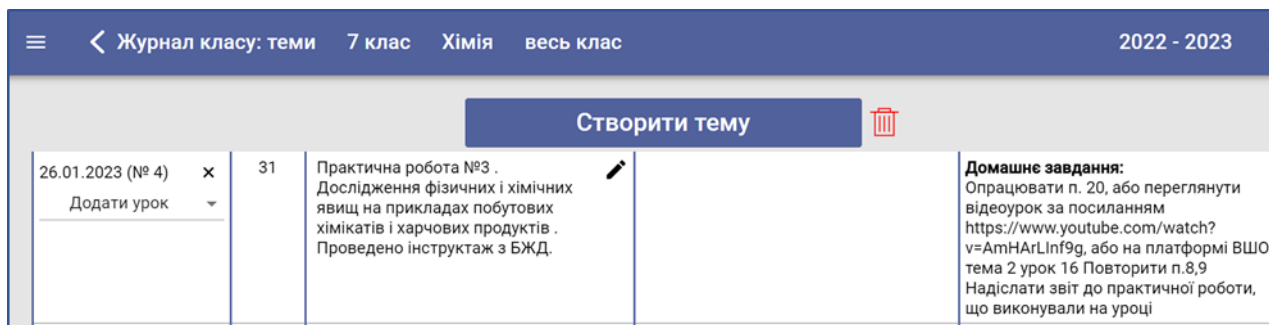 Журнал класу: теми 7 клас Хімія весь клас 2022 - 2023
Створити тему
26.01.2023 (№ 4)
Додати урок
31
Практична робота №3 .
Дослідження фізичних і хімічних
явищ на прикладах побутових
хімікатів і харчових продуктів .
Проведено інструктаж з БЖД.
Домашнє завдання:
Опрацювати п. 20, або переглянути
відеоурок за посиланням
https://www.youtube.com/watch?
v=AmHArLInf9g, або на платформі ВШО
тема 2 урок 16 Повторити п.8,9
Надіслати звіт до практичної роботи,
що виконували на уроці